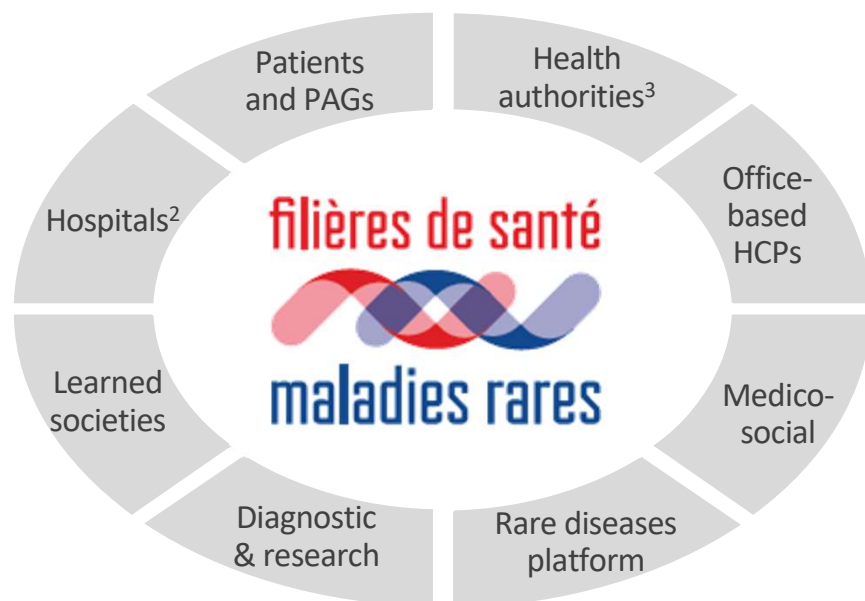 Patients
and PAGs
Health
authorities³
Office-
based
HCPs
Medico-
social
Rare diseases
platform
Diagnostic
& research
Learned
societies
Hospitals²
filières de santé
maladies rares